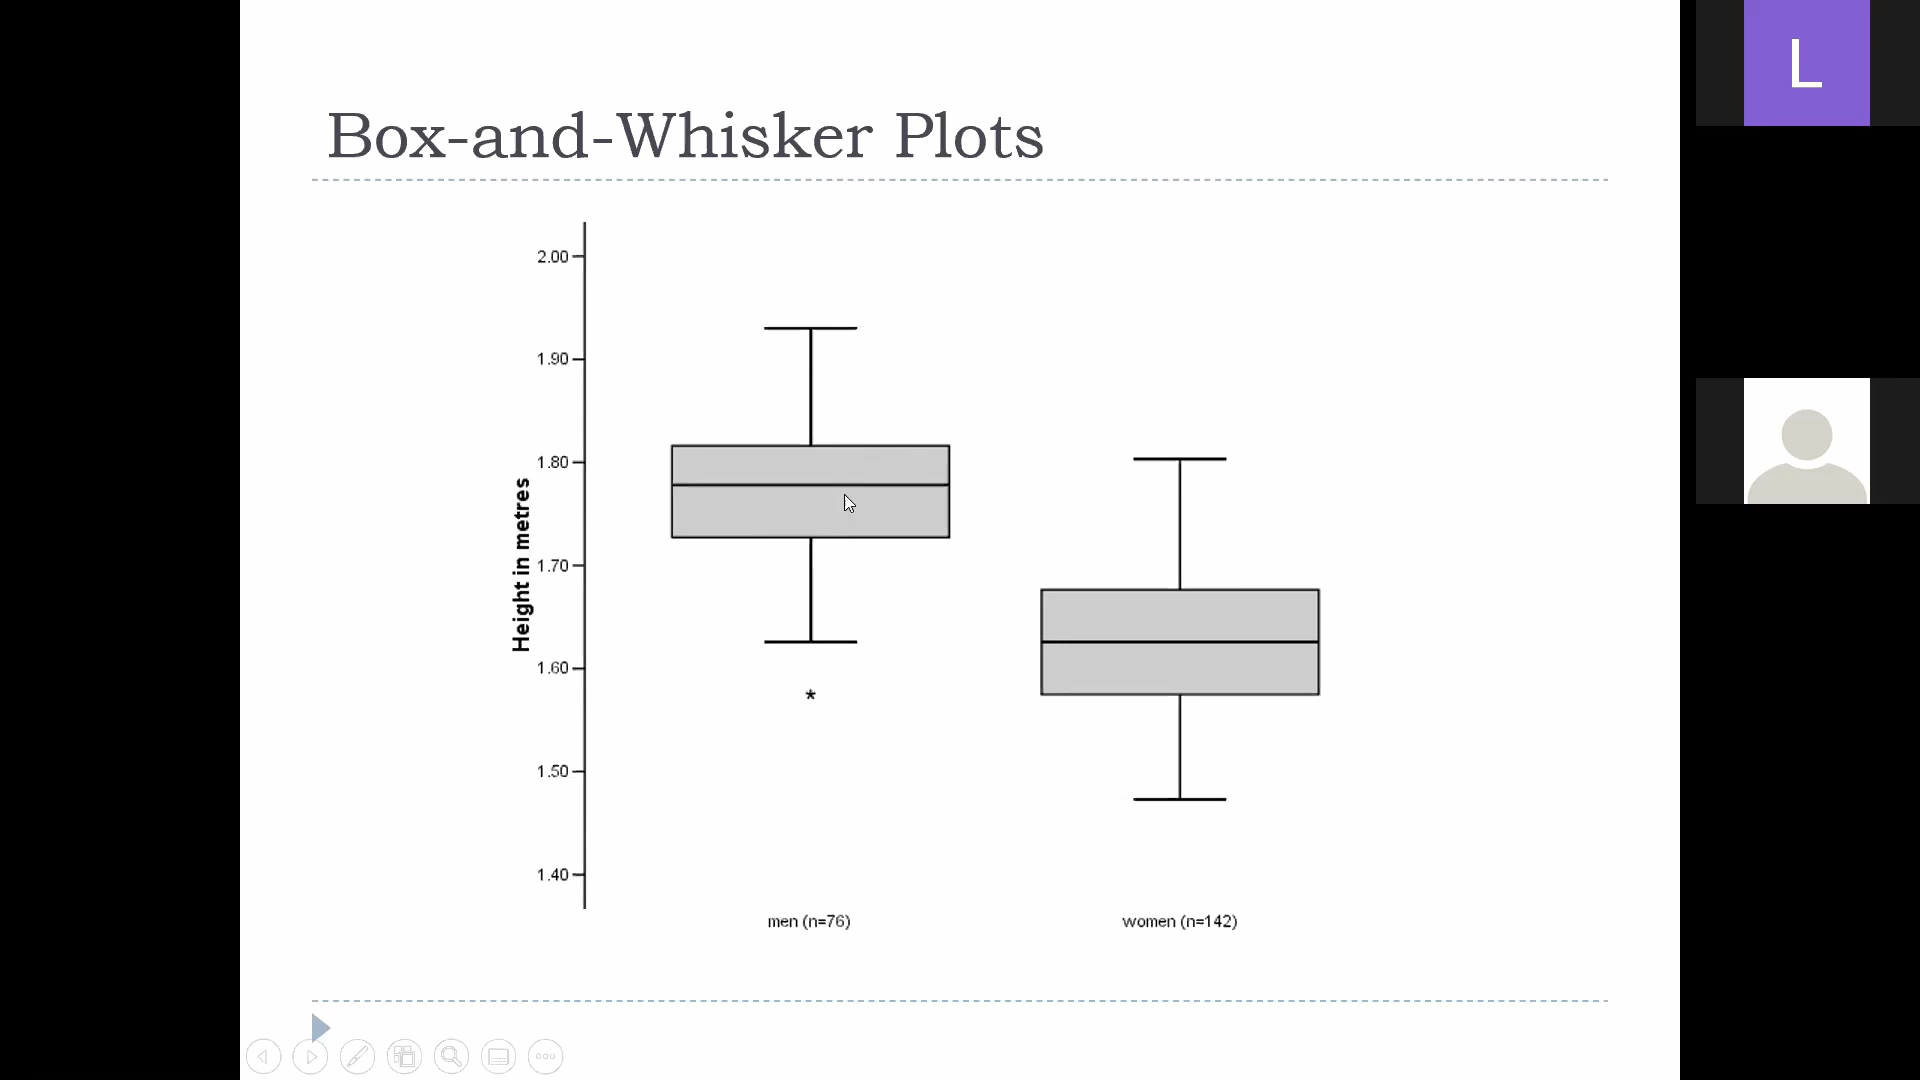 Box-and-Whisker Plots
2.00
1.90
1.80
1.70
1.60
1.50
1.40
Height in metres
*
men (n=76)
women (n=142)
L